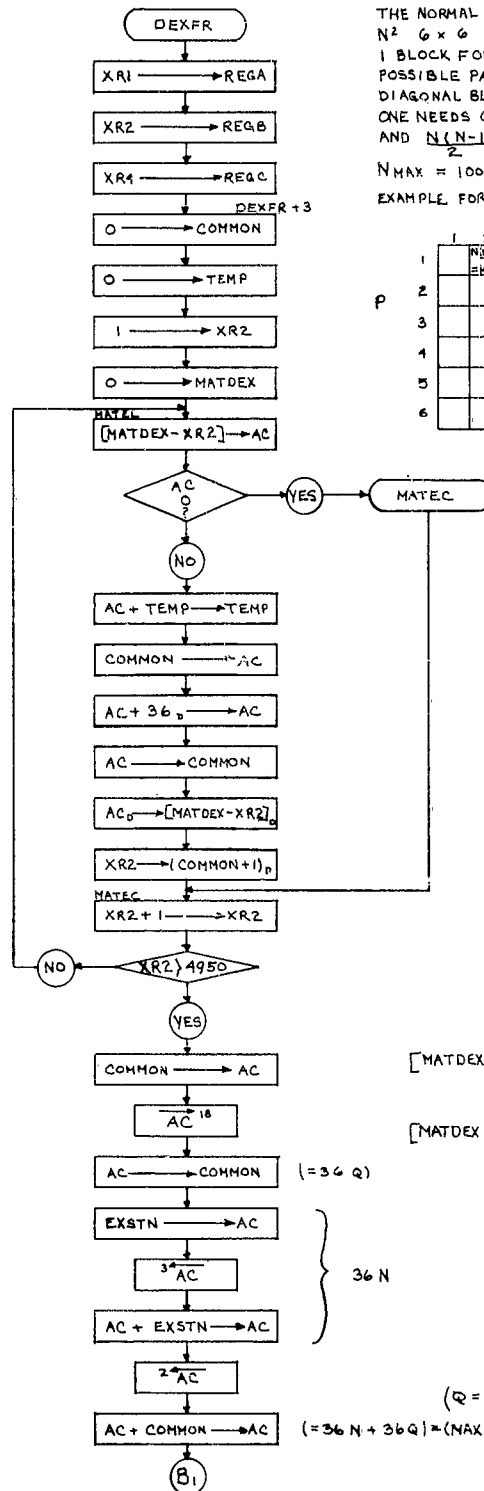 DEXFR
XR1 → REGA
XR2 → REGB
XR4 → REGC
DEXFR +3
0 → COMMON
0 → TEMP
1 → XR2
0 → MATDEX
MATEL
[MATDEX-XR2] → AC
AC
0
?
YES
MATEC
NO
AC + TEMP → TEMP
COMMON → AC
AC + 36D → AC
AC → COMMON
ACD → [MATDEX-XR2]D
XR2 → (COMMON+1)D
MATEC
XR2 + 1 → XR2
NO
XR2 > 4950
YES
COMMON → AC
AC 18
AC → COMMON (=36 Q)
EXSTN → AC
3 AC
36 N
AC + EXSTN → AC
2 AC
AC + COMMON → AC (=36 N + 36 Q) = (MAX
B1
THE NORMAL
N² 6 x 6
1 BLOCK FO
POSSIBLE PA
DIAGONAL BL
ONE NEEDS
AND N(N-1
2
N MAX = 100
EXAMPLE FOR
1
1
2
P
3
4
5
6
[MATDEX
[MATDEX
(Q =